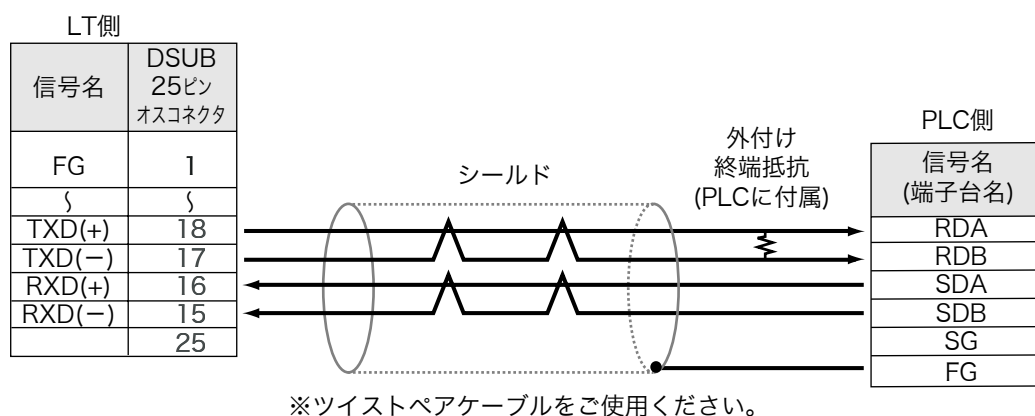 LT側
信号名
DSUB
25ピン
オスコネクタ
FG 1
〜 〜
TXD(+) 18
TXD(−) 17
RXD(+) 16
RXD(−) 15
25
シールド
外付け
終端抵抗
(PLCに付属)
PLC側
信号名
(端子台名)
RDA
RDB
SDA
SDB
SG
FG
※ツイストペアケーブルをご使用ください。